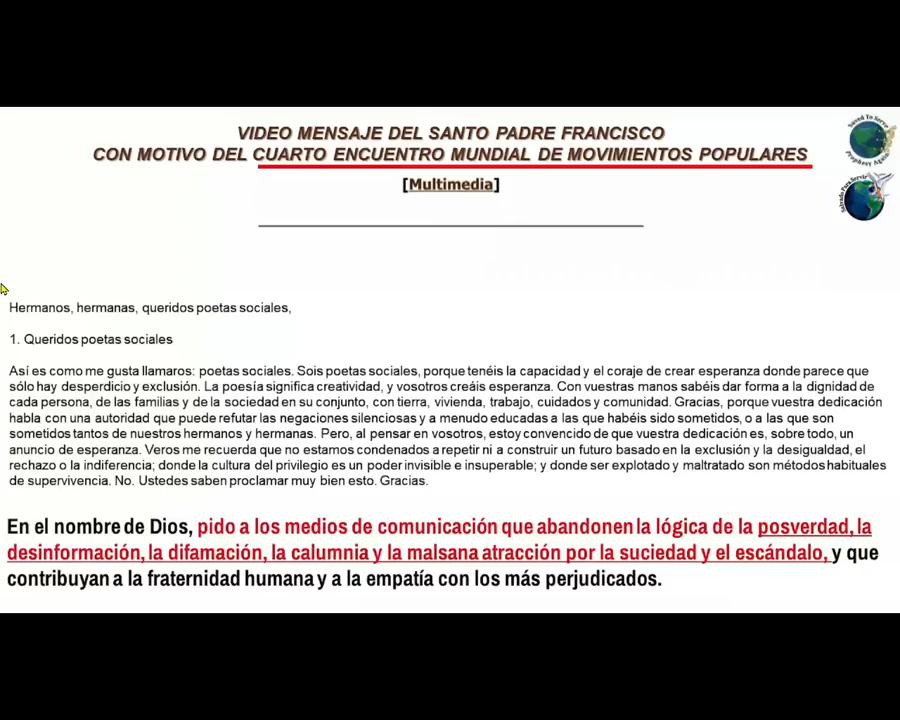 VIDEO MENSAJE DEL SANTO PADRE FRANCISCO
CON MOTIVO DEL CUARTO ENCUENTRO MUNDIAL DE MOVIMIENTOS POPULARES
[Multimedia]
Saved To Serve
Prophesy Again
Salvado Para Servir
Hermanos, hermanas, queridos poetas sociales,
1. Queridos poetas sociales
Así es como me gusta llamaros: poetas sociales. Sois poetas sociales, porque tenéis la capacidad y el coraje de crear esperanza donde parece que
sólo hay desperdicio y exclusión. La poesía significa creatividad, y vosotros creáis esperanza. Con vuestras manos sabéis dar forma a la dignidad de
cada persona, de las familias y de la sociedad en su conjunto, con tierra, vivienda, trabajo, cuidados y comunidad. Gracias, porque vuestra dedicación
habla con una autoridad que puede refutar las negaciones silenciosas y a menudo educadas a las que habéis sido sometidos, o a las que son
sometidos tantos de nuestros hermanos y hermanas. Pero, al pensar en vosotros, estoy convencido de que vuestra dedicación es, sobre todo, un
anuncio de esperanza. Veros me recuerda que no estamos condenados a repetir ni a construir un futuro basado en la exclusión y la desigualdad, el
rechazo o la indiferencia; donde la cultura del privilegio es un poder invisible e insuperable; y donde ser explotado y maltratado son métodos habituales
de supervivencia. No. Ustedes saben proclamar muy bien esto. Gracias.
En el nombre de Dios, pido a los medios de comunicación que abandonen la lógica de la posverdad, la
desinformación, la difamación, la calumnia y la malsana atracción por la suciedad y el escándalo, y que
contribuyan a la fraternidad humana y a la empatía con los más perjudicados.